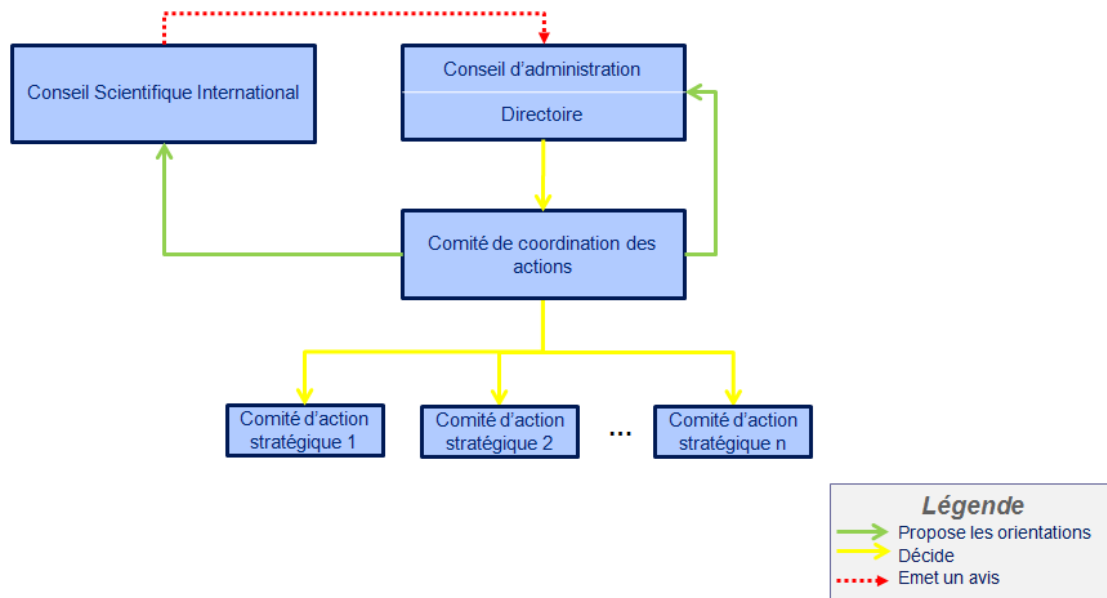 Conseil Scientifique International
Conseil d’administration
Directoire
Comité de coordination des
actions
Comité d’action
stratégique 1
Comité d’action
stratégique 2
...
Comité d’action
stratégique n
Légende
Propose les orientations
Décide
Emet un avis